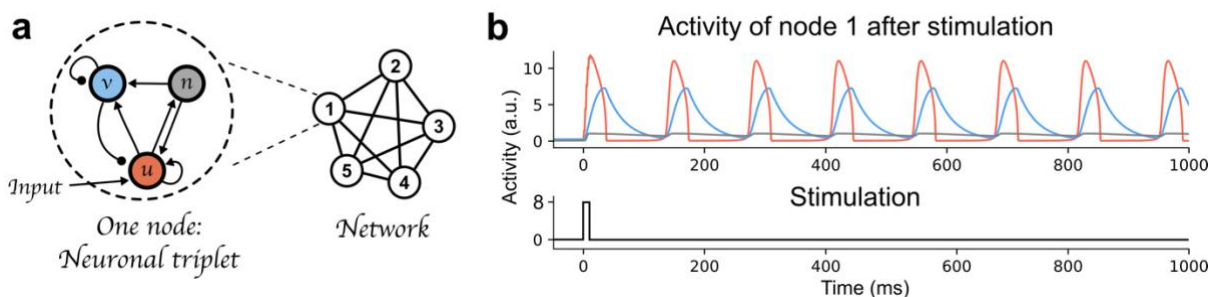 a
v
n
u
Input
One node:
Neuronal triplet
1
2
3
4
5
Network
b
Activity of node 1 after stimulation
Activity (a.u.)
10
5
0
200
400
600
800
1000
Stimulation
8
0
0
200
400
600
800
1000
Time (ms)